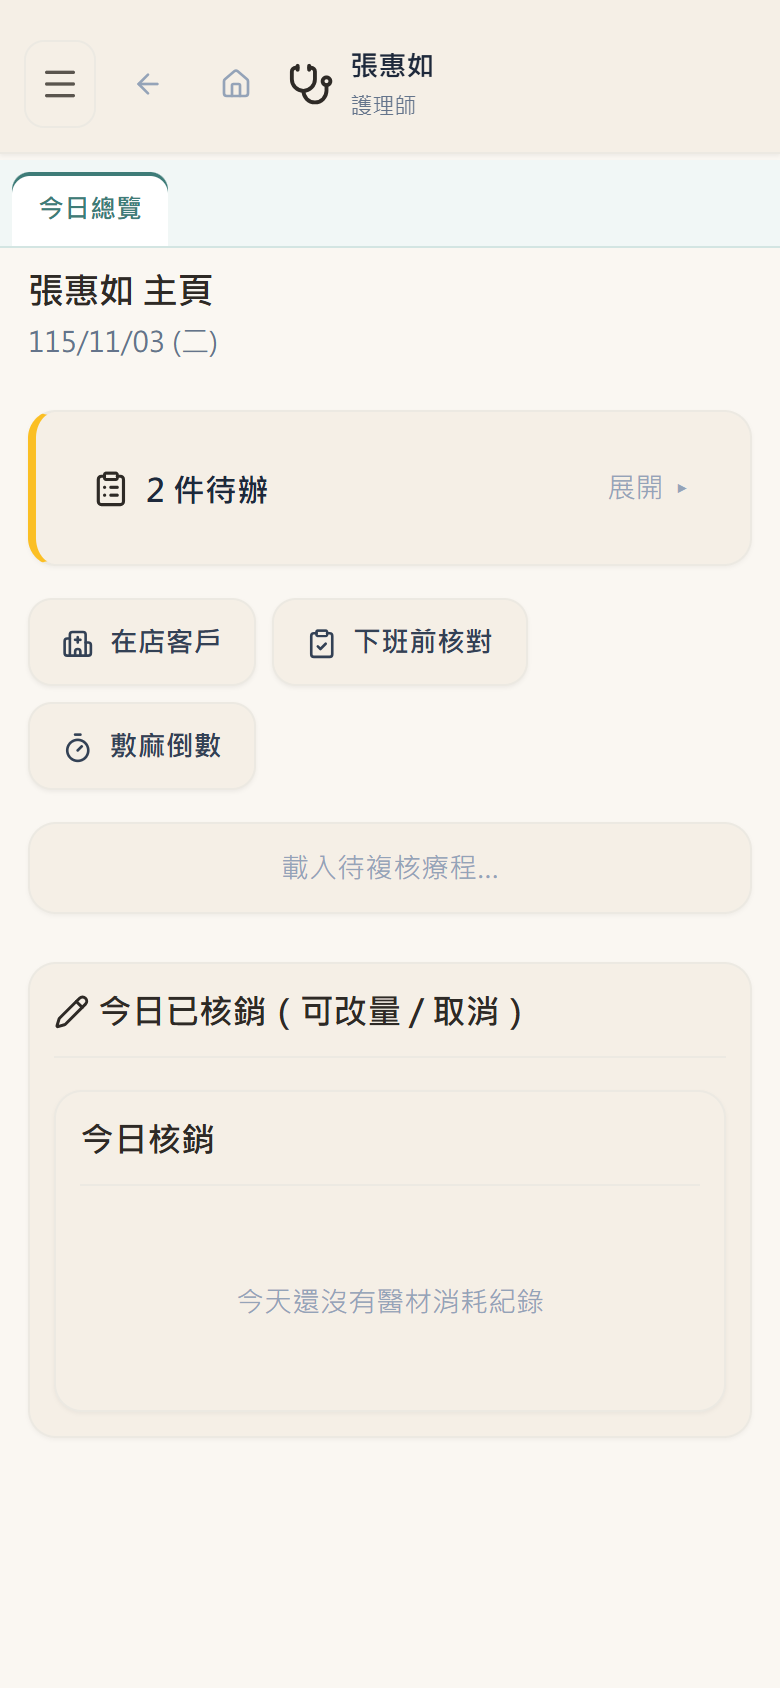 張惠如
護理師
今日總覽
張惠如 主頁
115/11/03 (二)
2 件待辦
展開 ▸
在店客戶
下班前核對
敷麻倒數
載入待複核療程...
今日已核銷（可改量 / 取消）
今日核銷
今天還沒有醫材消耗紀錄